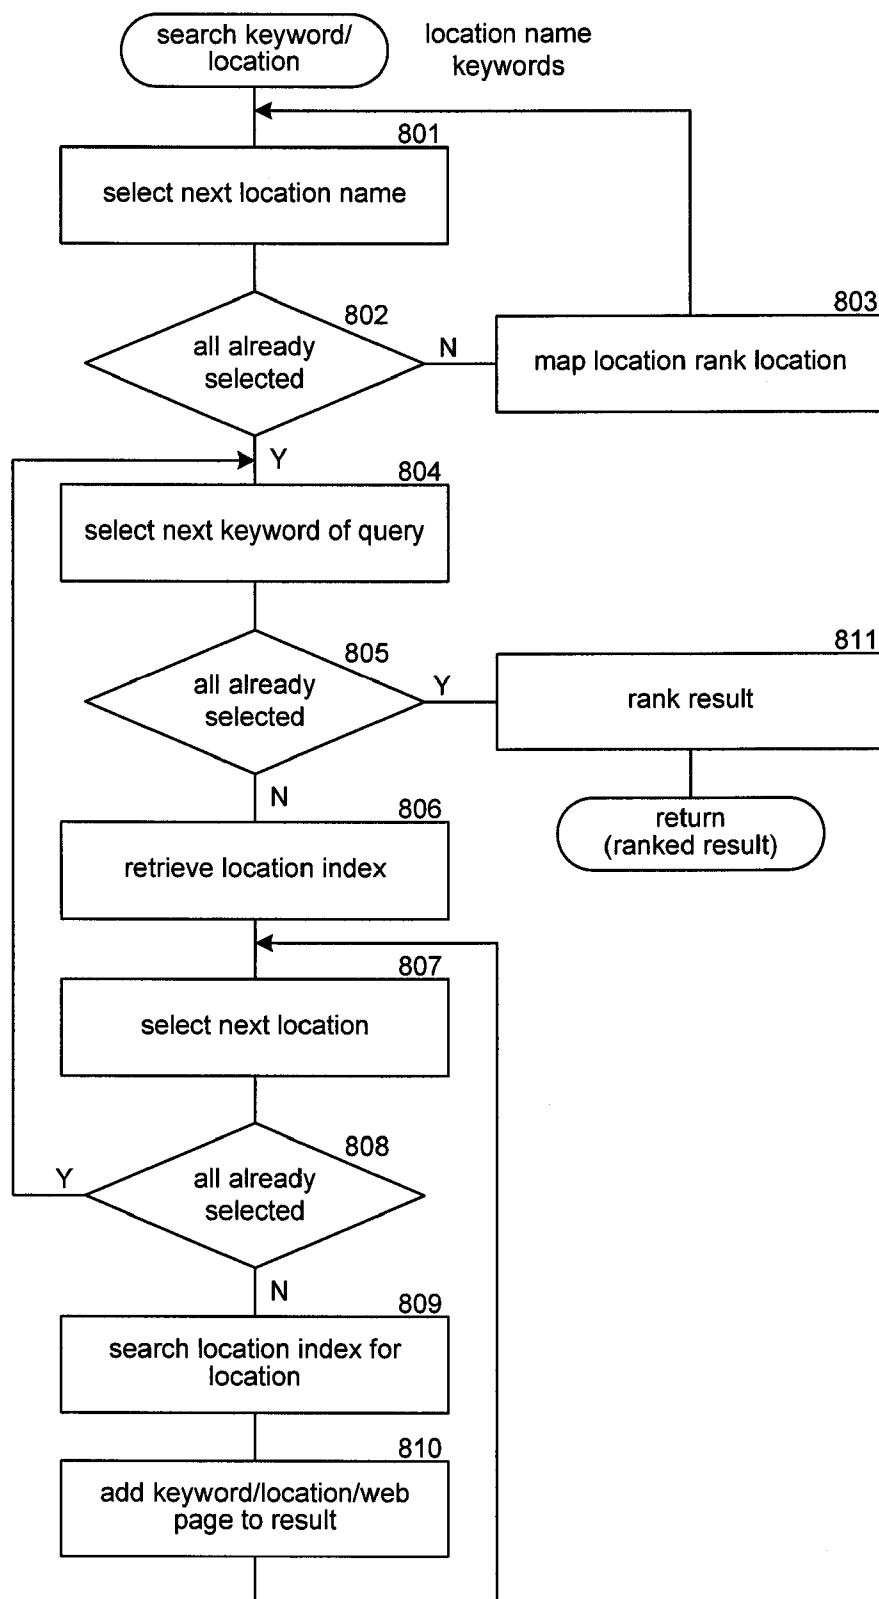 search keyword/
location
location name
keywords
801
select next location name
802
all already
selected
N
803
map location rank location
Y
804
select next keyword of query
805
all already
selected
Y
811
rank result
N
return
(ranked result)
806
retrieve location index
807
select next location
808
all already
selected
Y
N
809
search location index for
location
810
add keyword/location/web
page to result